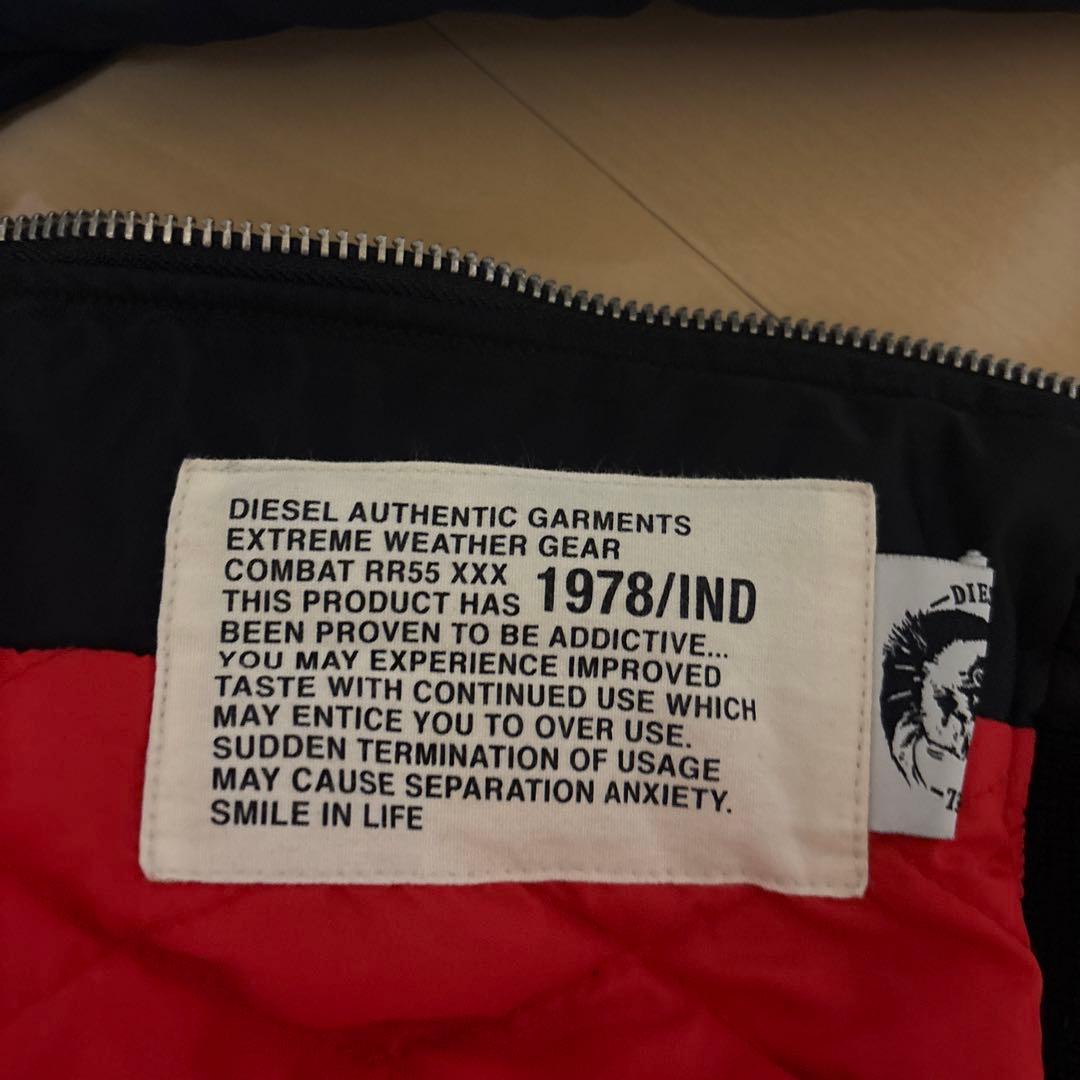 DIESEL AUTHENTIC GARMENTS
EXTREME WEATHER GEAR
COMBAT RR55 XXX
1978/IND
THIS PRODUCT HAS
BEEN PROVEN TO BE ADDICTIVE...
YOU MAY EXPERIENCE IMPROVED
TASTE WITH CONTINUED USE WHICH
MAY ENTICE YOU TO OVER USE.
SUDDEN TERMINATION OF USAGE
MAY CAUSE SEPARATION ANXIETY.
SMILE IN LIFE